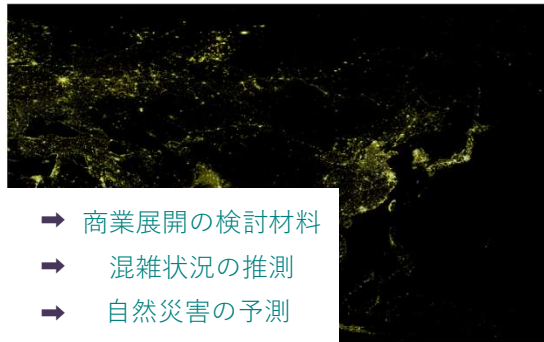 ➡ 商業展開の検討材料
➡ 混雑状況の推測
➡ 自然災害の予測